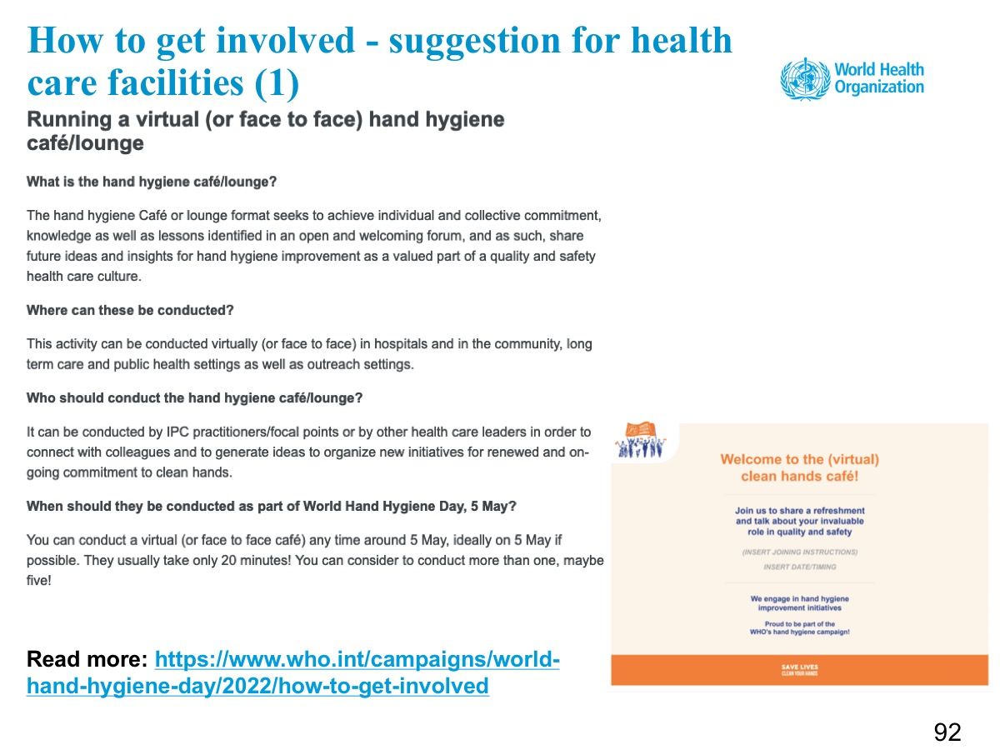 How to get involved - suggestion for health
care facilities (1)
World Health
Organization
Running a virtual (or face to face) hand hygiene
café/lounge
What is the hand hygiene café/lounge?
The hand hygiene Café or lounge format seeks to achieve individual and collective commitment,
knowledge as well as lessons identified in an open and welcoming forum, and as such, share
future ideas and insights for hand hygiene improvement as a valued part of a quality and safety
health care culture.
Where can these be conducted?
This activity can be conducted virtually (or face to face) in hospitals and in the community, long
term care and public health settings as well as outreach settings.
Who should conduct the hand hygiene café/lounge?
It can be conducted by IPC practitioners/focal points or by other health care leaders in order to
connect with colleagues and to generate ideas to organize new initiatives for renewed and on-
going commitment to clean hands.
When should they be conducted as part of World Hand Hygiene Day, 5 May?
You can conduct a virtual (or face to face café) any time around 5 May, ideally on 5 May if
possible. They usually take only 20 minutes! You can consider to conduct more than one, maybe
five!
Read more: https://www.who.int/campaigns/world-
hand-hygiene-day/2022/how-to-get-involved
Welcome to the (virtual)
clean hands café!
Join us to share a refreshment
and talk about your invaluable
role in quality and safety
(INSERT JOINING INSTRUCTIONS)
INSERT DATE/TIMING
We engage in hand hygiene
improvement initiatives
Proud to be part of the
WHO's hand hygiene campaign!
SAVE LIVES
CLEAN YOUR HANDS
92